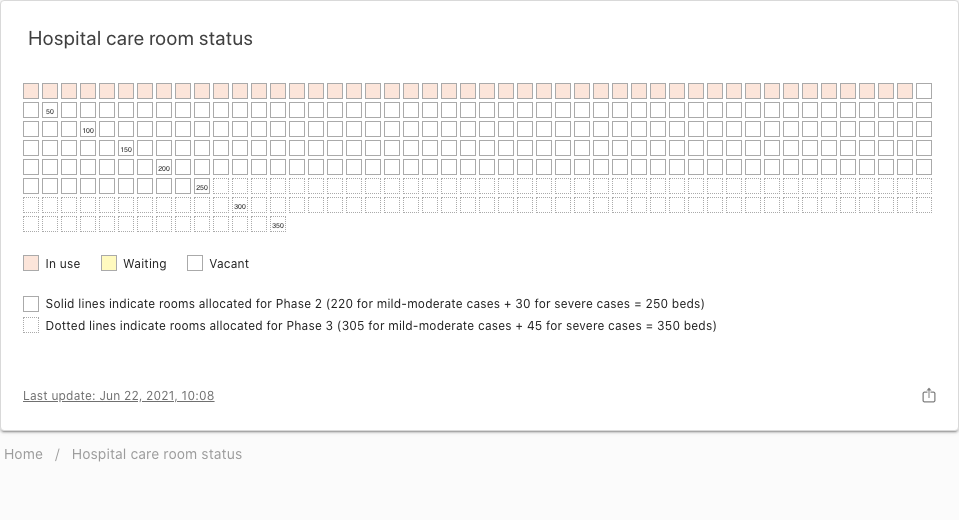 Hospital care room status
50
100
150
200
250
300
350
In use Waiting Vacant
Solid lines indicate rooms allocated for Phase 2 (220 for mild-moderate cases + 30 for severe cases = 250 beds)
Dotted lines indicate rooms allocated for Phase 3 (305 for mild-moderate cases + 45 for severe cases = 350 beds)
Last update: Jun 22, 2021, 10:08
Home / Hospital care room status